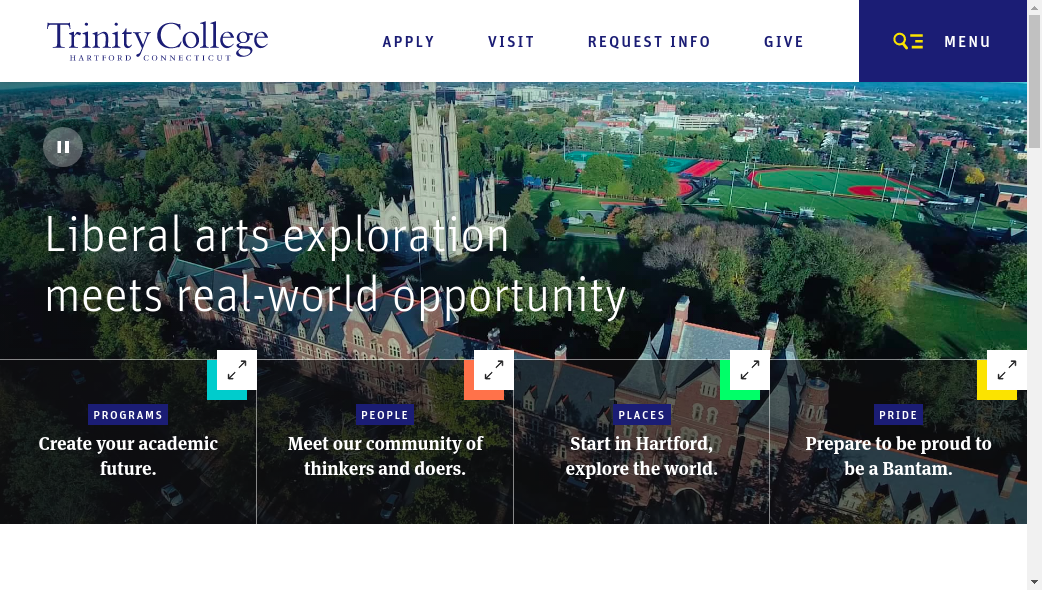 Trinity College
HARTFORD CONNECTICUT
APPLY
VISIT
REQUEST INFO
GIVE
MENU
Liberal arts exploration
meets real-world opportunity
PROGRAMS
Create your academic
future.
PEOPLE
Meet our community of
thinkers and doers.
PLACES
Start in Hartford,
explore the world.
PRIDE
Prepare to be proud to
be a Bantam.